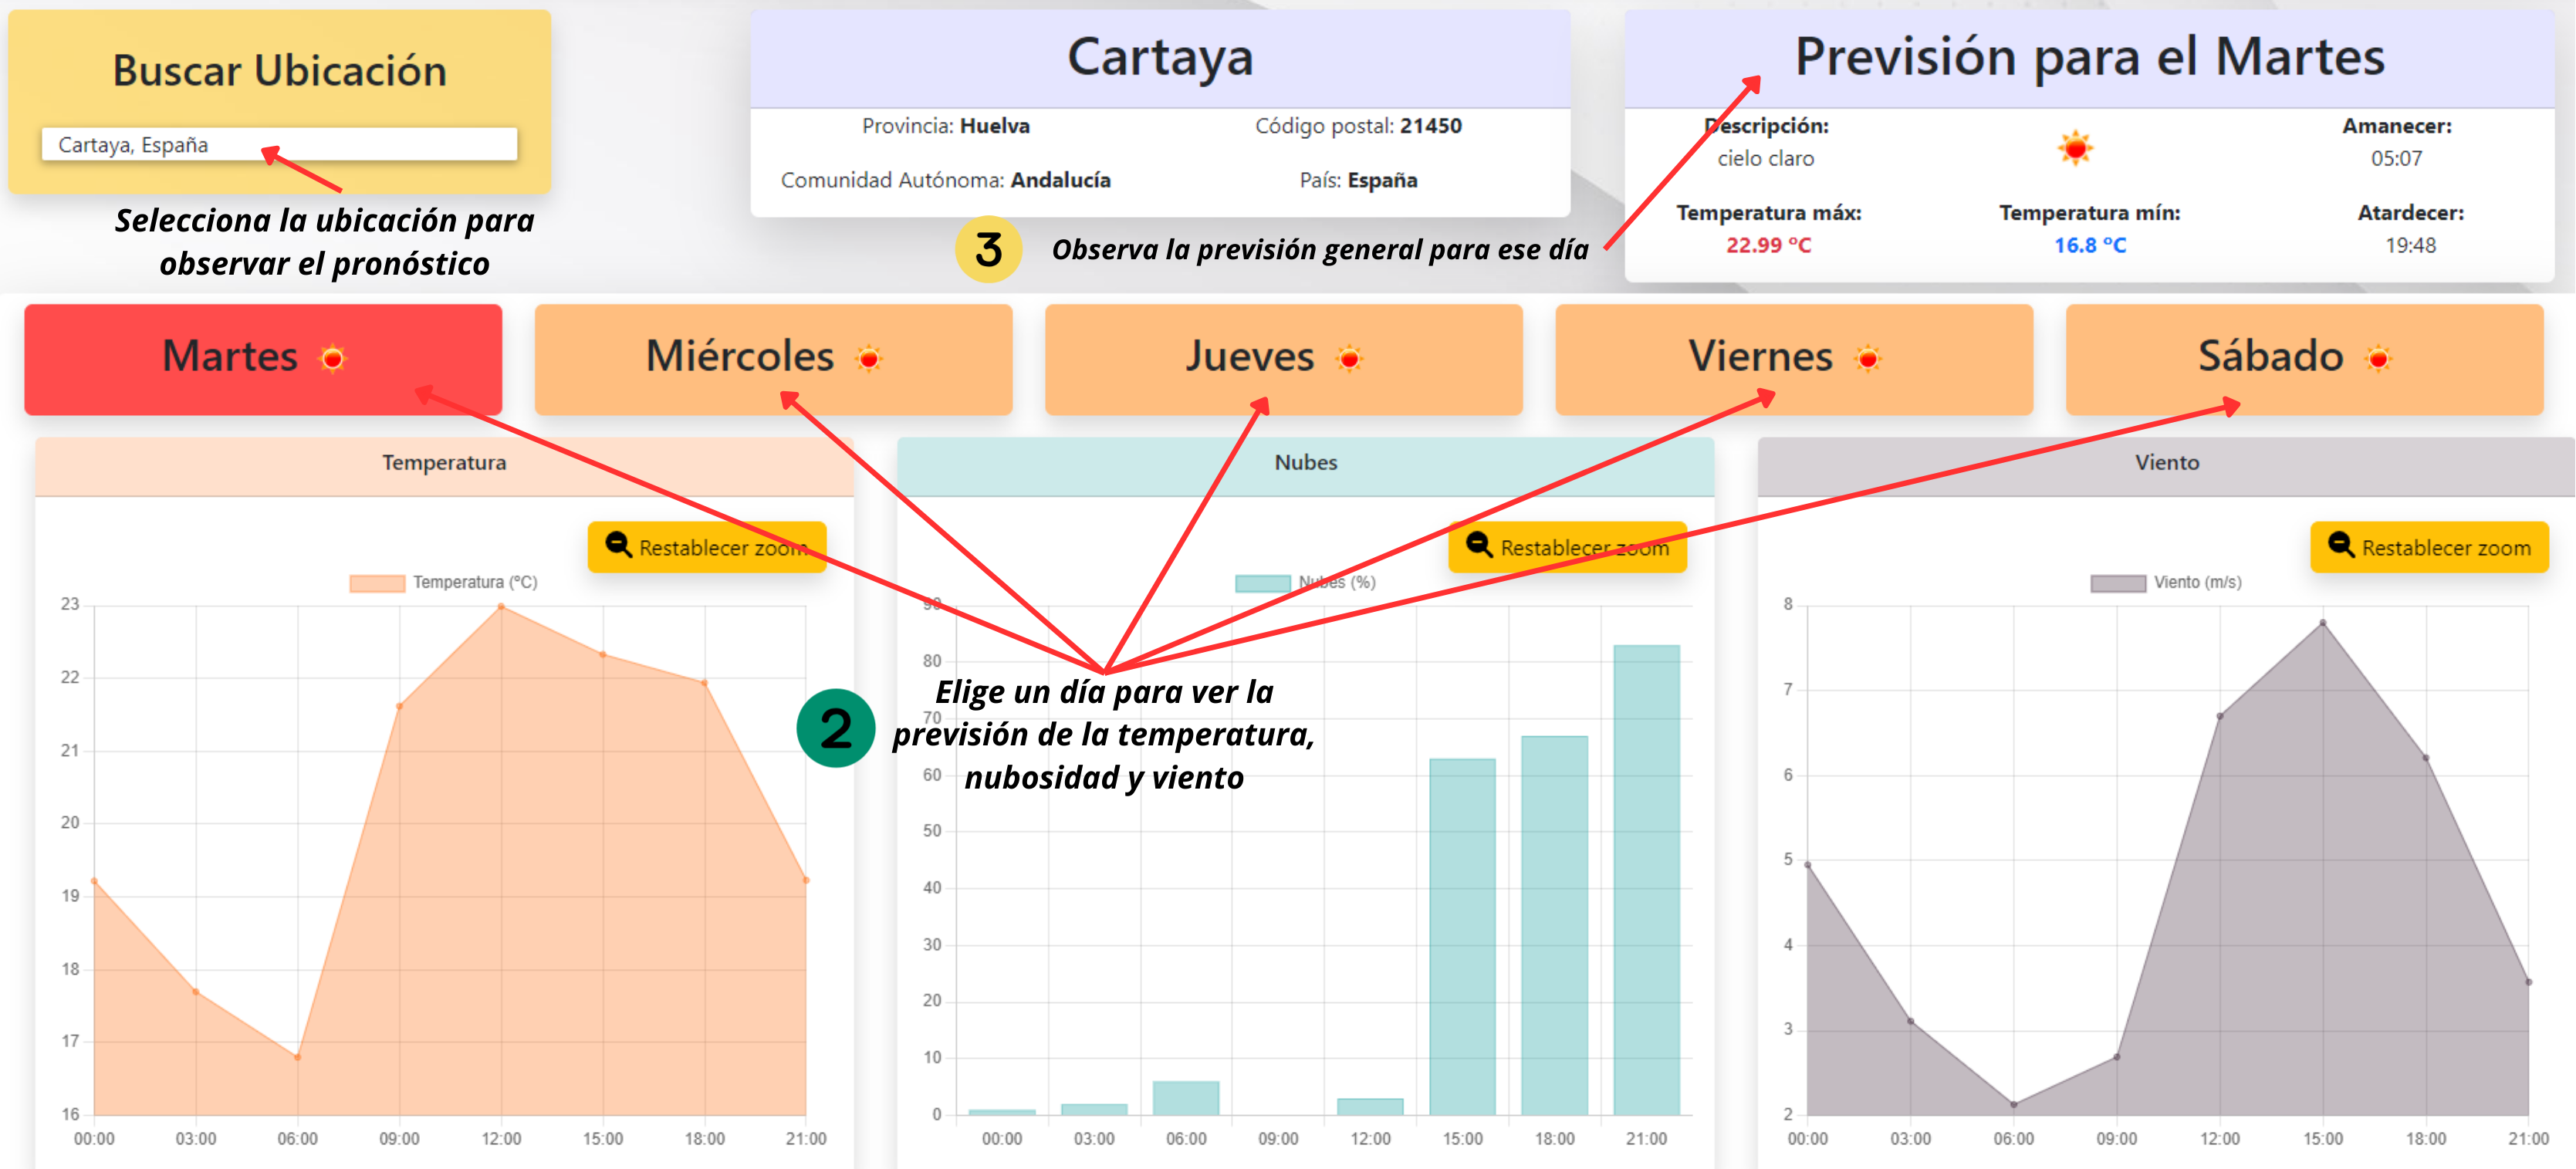 Buscar Ubicación
Cartaya, España
Selecciona la ubicación para
observar el pronóstico
Cartaya
Provincia: Huelva
Código postal: 21450
Comunidad Autónoma: Andalucía
País: España
3
Observa la previsión general para ese día
Previsión para el Martes
Descripción:
cielo claro
Amanecer:
05:07
Temperatura máx:
22.99 ºC
Temperatura mín:
16.8 ºC
Atardecer:
19:48
Martes
Miércoles
Jueves
Viernes
Sábado
Temperatura
Restablecer zoom
Temperatura (ºC)
23
22
21
20
19
18
17
16
00:00
03:00
06:00
09:00
12:00
15:00
18:00
21:00
2
Elige un día para ver la
previsión de la temperatura,
nubosidad y viento
Nubes
Restablecer zoom
Nubes (%)
90
80
70
60
50
40
30
20
10
0
00:00
03:00
06:00
09:00
12:00
15:00
18:00
21:00
Viento
Restablecer zoom
Viento (m/s)
8
7
6
5
4
3
2
00:00
03:00
06:00
09:00
12:00
15:00
18:00
21:00